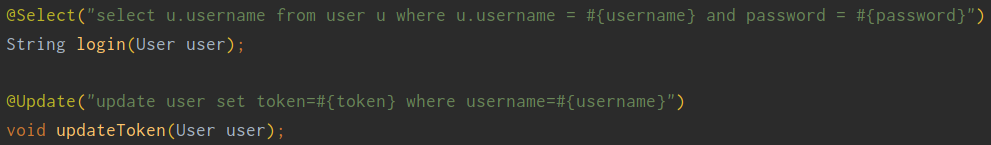 @Select("select u.username from user u where u.username = #{username} and password = #{password}")
String login(User user);
@Update("update user set token=#{token} where username=#{username}")
void updateToken(User user);